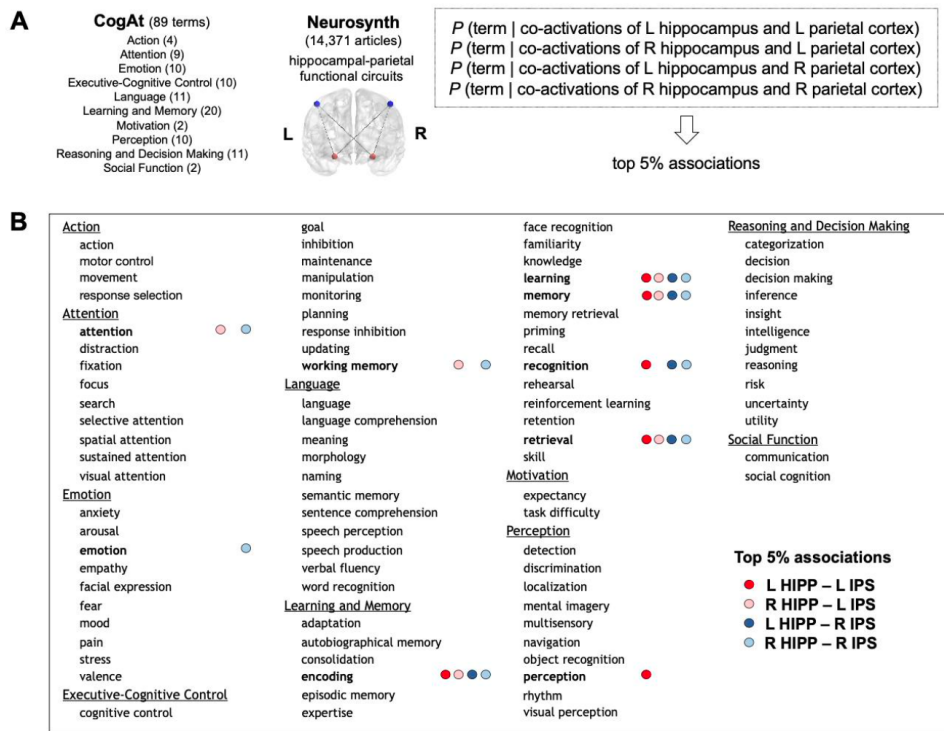 A
CogAt (89 terms)
Action (4)
Attention (9)
Emotion (10)
Executive-Cognitive Control (10)
Language (11)
Learning and Memory (20)
Motivation (2)
Perception (10)
Reasoning and Decision Making (11)
Social Function (2)
Neurosynth
(14,371 articles)
hippocampal-parietal
functional circuits
L
R
P (term | co-activations of L hippocampus and L parietal cortex)
P (term | co-activations of R hippocampus and L parietal cortex)
P (term | co-activations of L hippocampus and R parietal cortex)
P (term | co-activations of R hippocampus and R parietal cortex)
top 5% associations
B
Action
action
motor control
movement
response selection
Attention
attention
distraction
fixation
focus
search
selective attention
spatial attention
sustained attention
visual attention
Emotion
anxiety
arousal
emotion
empathy
facial expression
fear
mood
pain
stress
valence
Executive-Cognitive Control
cognitive control
goal
inhibition
maintenance
manipulation
monitoring
planning
response inhibition
updating
working memory
Language
language
language comprehension
meaning
morphology
naming
semantic memory
sentence comprehension
speech perception
speech production
verbal fluency
word recognition
Learning and Memory
adaptation
autobiographical memory
consolidation
encoding
episodic memory
expertise
face recognition
familiarity
knowledge
learning
memory
memory retrieval
priming
recall
recognition
rehearsal
reinforcement learning
retention
retrieval
skill
Motivation
expectancy
task difficulty
Perception
detection
discrimination
localization
mental imagery
multisensory
navigation
object recognition
perception
rhythm
visual perception
Reasoning and Decision Making
categorization
decision
decision making
inference
insight
intelligence
judgment
reasoning
risk
uncertainty
utility
Social Function
communication
social cognition
Top 5% associations
L HIPP – L IPS
R HIPP – L IPS
L HIPP – R IPS
R HIPP – R IPS